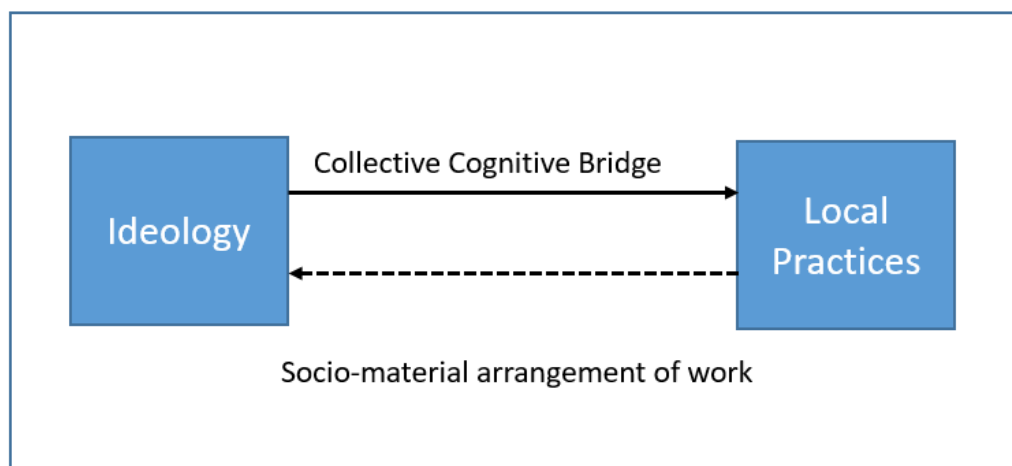 Collective Cognitive Bridge
Ideology
Local
Practices
Socio-material arrangement of work